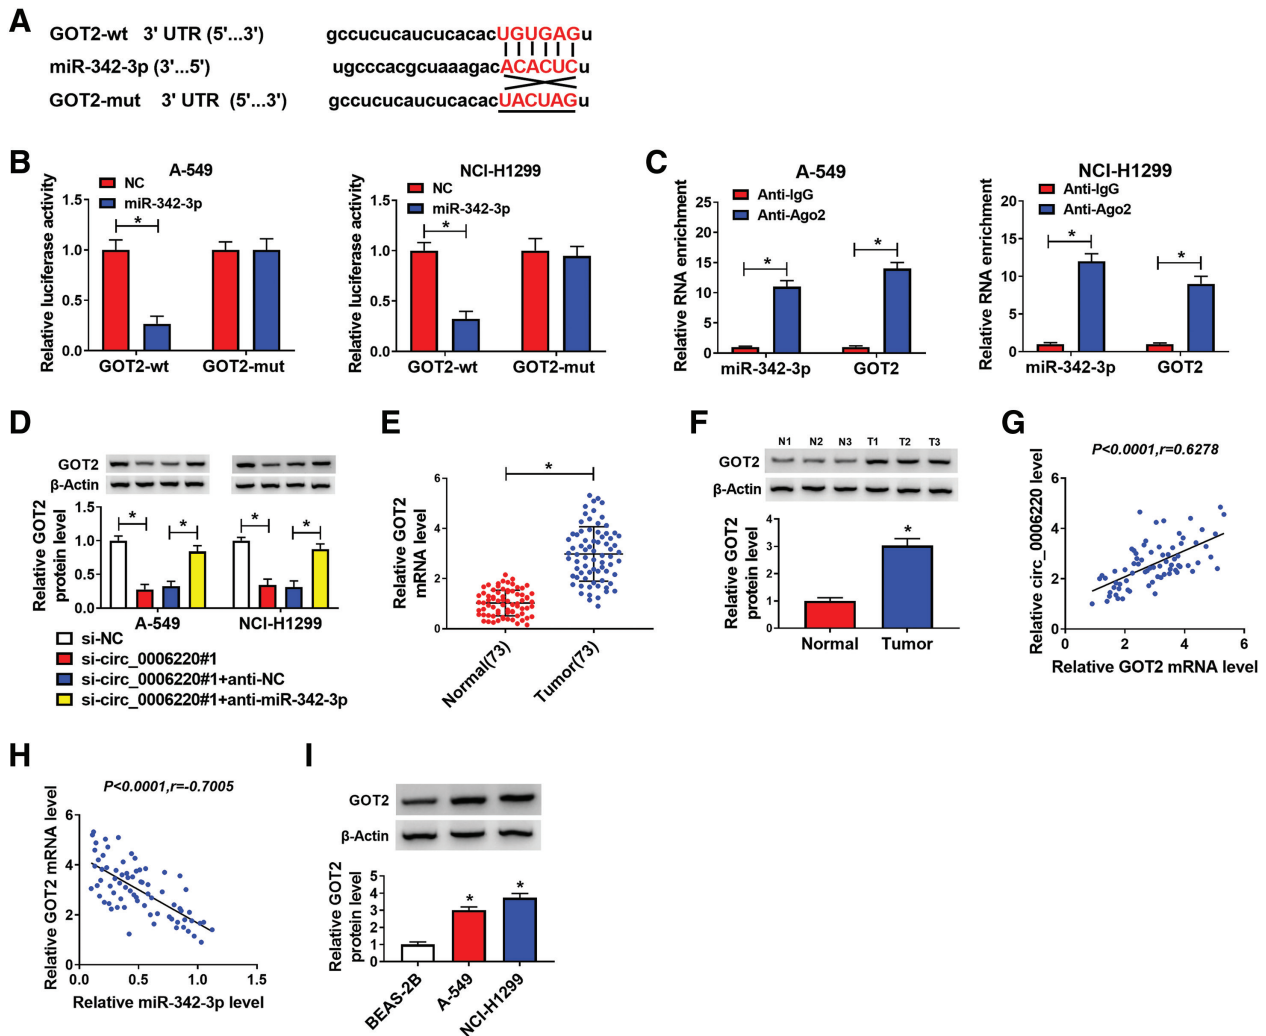 A
GOT2-wt 3' UTR (5'...3') gccucucaucucacacUGUGAGu
miR-342-3p (3'...5') ugcccacgcuaaagacACACUCu
GOT2-mut 3' UTR (5'...3') gccucucaucucacacUACUAGu
B
A-549
Relative luciferase activity
NC
miR-342-3p
1.5
1.0
0.5
0.0
*
GOT2-wt GOT2-mut
NCI-H1299
Relative luciferase activity
NC
miR-342-3p
1.5
1.0
0.5
0.0
*
GOT2-wt GOT2-mut
C
A-549
Relative RNA enrichment
Anti-IgG
Anti-Ago2
25
20
15
10
5
0
* *
miR-342-3p GOT2
NCI-H1299
Relative RNA enrichment
Anti-IgG
Anti-Ago2
20
15
10
5
0
* *
miR-342-3p GOT2
D
GOT2
β-Actin
Relative GOT2
protein level
1.5
1.0
0.5
0.0
* * * *
A-549 NCI-H1299
si-NC
si-circ_0006220#1
si-circ_0006220#1+anti-NC
si-circ_0006220#1+anti-miR-342-3p
E
Relative GOT2
mRNA level
6
4
2
0
*
Normal(73) Tumor(73)
F
N1 N2 N3 T1 T2 T3
GOT2
β-Actin
Relative GOT2
protein level
4
3
2
1
0
*
Normal Tumor
G
P<0.0001,r=0.6278
Relative circ_0006220 level
6
4
2
0
0 2 4 6
Relative GOT2 mRNA level
H
P<0.0001,r=-0.7005
Relative GOT2 mRNA level
6
4
2
0
0.0 0.5 1.0 1.5
Relative miR-342-3p level
I
GOT2
β-Actin
Relative GOT2
protein level
5
4
3
2
1
0
* *
BEAS-2B A-549 NCI-H1299